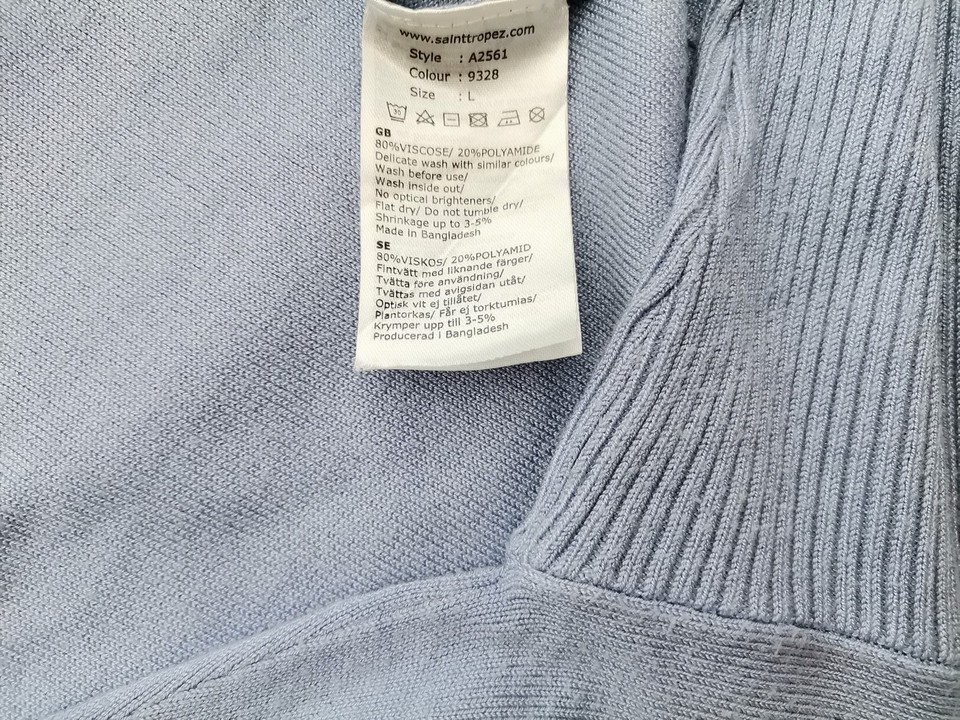 www.sainttropez.com
Style : A2561
Colour : 9328
Size : L
30
GB
80%VISCOSE/ 20%POLYAMIDE
Delicate wash with similar colours/
Wash before use/
Wash inside out/
No optical brighteners/
Flat dry/ Do not tumble dry/
Shrinkage up to 3-5%
Made in Bangladesh
SE
80%VISKOS/ 20%POLYAMID
Fintvätt med liknande färger/
Tvätta före användning/
Tvättas med avigsidan utåt/
Optisk vit ej tillåtet/
Plantorkas/ Får ej torktumlas/
Krymper upp till 3-5%
Producerad i Bangladesh